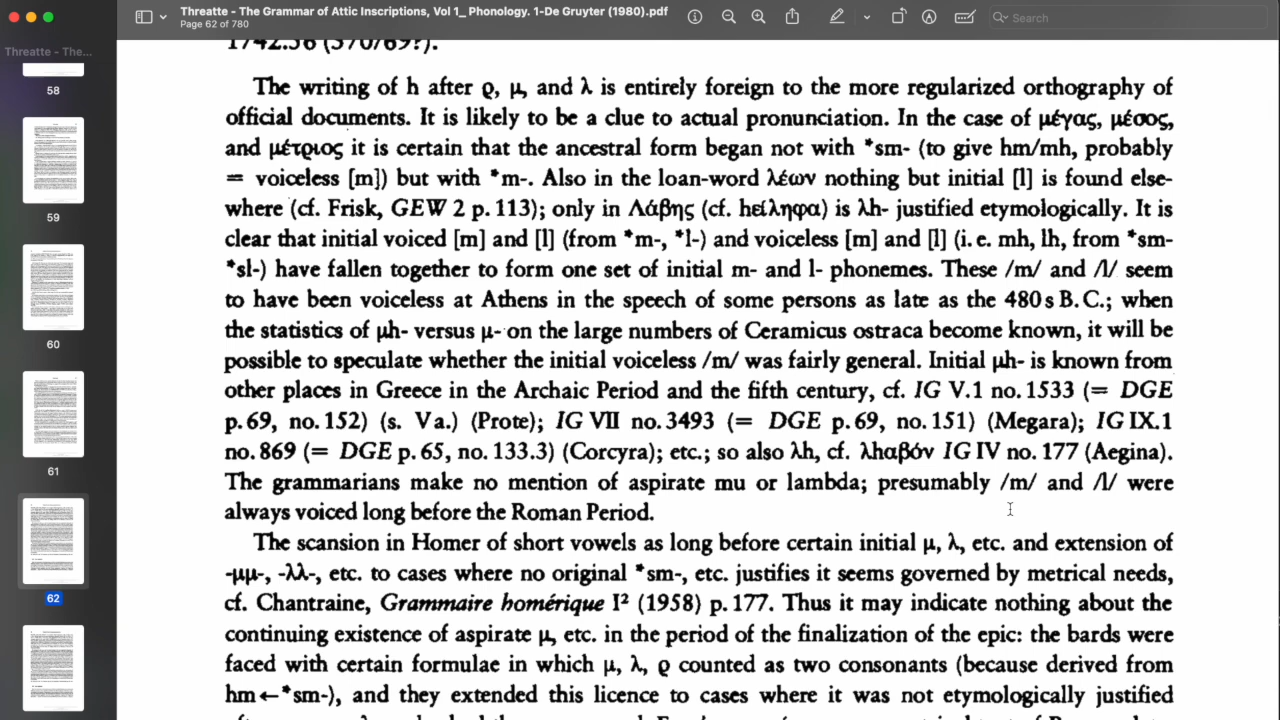 Threatte - The Grammar of Attic Inscriptions, Vol 1_ Phonology. 1-De Gruyter (1980).pdf
Page 62 of 780
Search
Threatte - The...
58
59
60
61
62
1742.56 (570/69?).
The writing of h after ϱ, μ, and λ is entirely foreign to the more regularized orthography of
official documents. It is likely to be a clue to actual pronunciation. In the case of μέγας, μέσος,
and μέτριος it is certain that the ancestral form began not with *sm- (to give hm/mh, probably
= voiceless [m]) but with *m-. Also in the loan-word λέων nothing but initial [l] is found else-
where (cf. Frisk, GEW 2 p. 113); only in Λάβης (cf. hείληφα) is λh- justified etymologically. It is
clear that initial voiced [m] and [l] (from *m-, *l-) and voiceless [m] and [l] (i. e. mh, lh, from *sm-
*sl-) have fallen together to form one set of initial m- and l- phonemes. These /m/ and /l/ seem
to have been voiceless at Athens in the speech of some persons as late as the 480s B.C.; when
the statistics of μh- versus μ- on the large numbers of Ceramicus ostraca become known, it will be
possible to speculate whether the initial voiceless /m/ was fairly general. Initial μh- is known from
other places in Greece in the Archaic Period and the fifth century, cf. IG V.1 no. 1533 (= DGE
p. 69, no. 152) (s. Va.) (Prote); IG VII no. 3493 (= DGE p. 69, no. 151) (Megara); IG IX.1
no. 869 (= DGE p. 65, no. 133.3) (Corcyra); etc.; so also λh, cf. λhαβόν IG IV no. 177 (Aegina).
The grammarians make no mention of aspirate mu or lambda; presumably /m/ and /l/ were
always voiced long before the Roman Period.
The scansion in Homer of short vowels as long before certain initial μ, λ, etc. and extension of
-μμ-, -λλ-, etc. to cases where no original *sm-, etc. justifies it seems governed by metrical needs,
cf. Chantraine, Grammaire homérique I² (1958) p. 177. Thus it may indicate nothing about the
continued existence of aspirate μ, etc. in the period of the finalization of the epic: the bards were
faced with certain formulas in which μ, λ, ϱ counted as two consonants (because derived from
hm←*sm-), and they extended this licence to cases where it was not etymologically justified